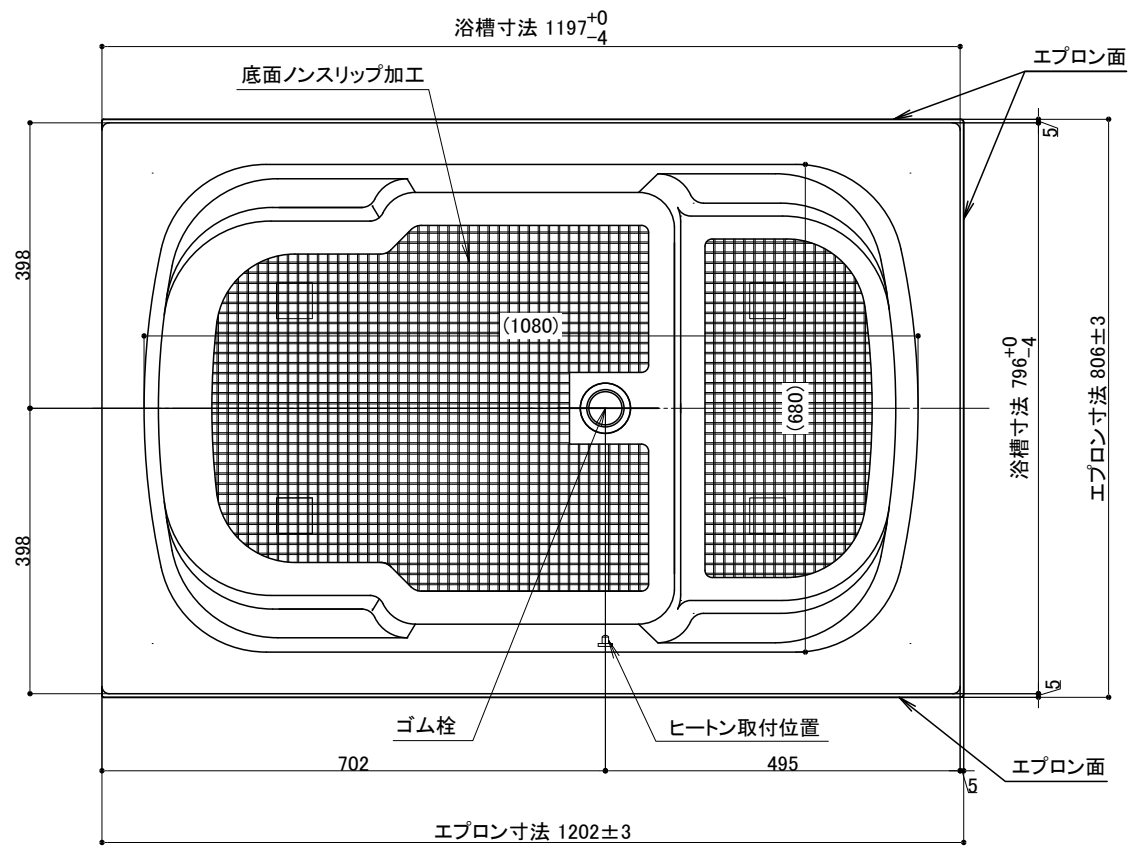 浴槽寸法 1197+0 -4
エプロン面
底面ノンスリップ加工
5
398
(1080)
(680)
浴槽寸法 796+0 -4
エプロン寸法 806±3
398
5
ゴム栓
ヒートン取付位置
エプロン面
702
495
5
エプロン寸法 1202±3